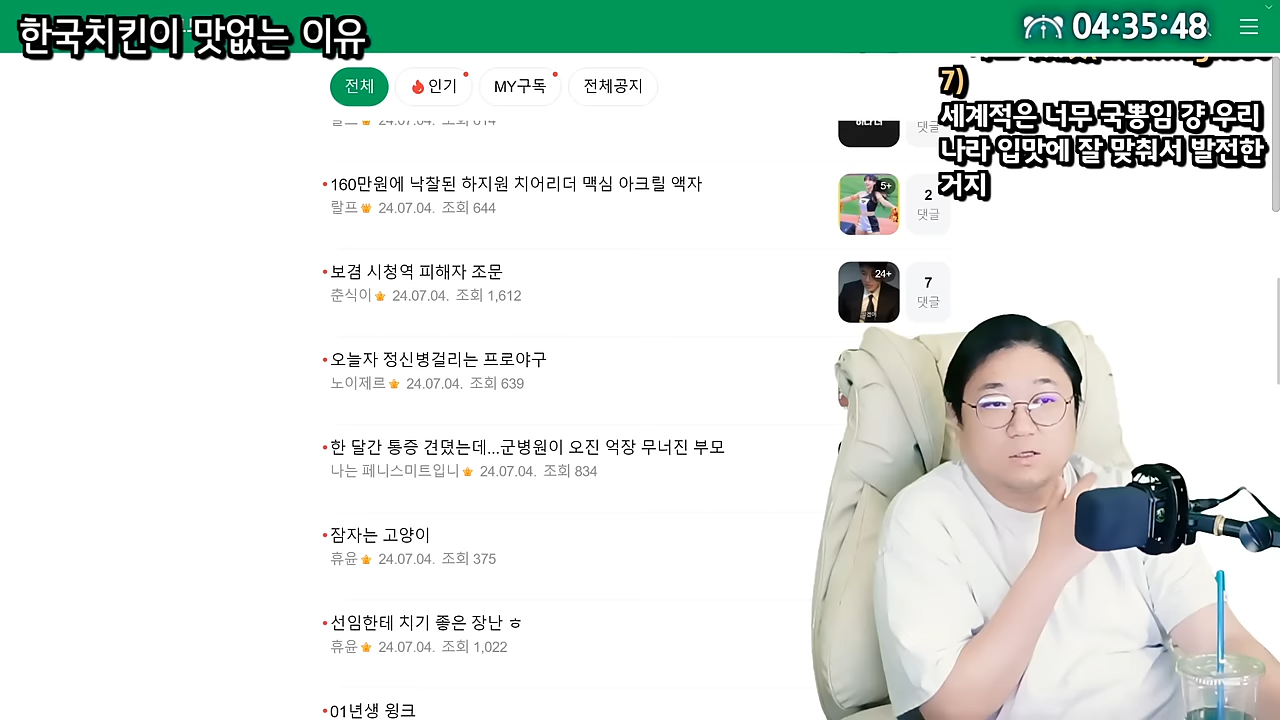 한국치킨이 맛없는 이유
04:35:48
전체
인기
MY구독
전체공지
7)
세계적은 너무 국뽕임 걍 우리
나라 입맛에 잘 맞춰서 발전한
거지
댓글
160만원에 낙찰된 하지원 치어리더 맥심 아크릴 액자
랄프 24.07.04. 조회 644
5+
2
댓글
보겸 시청역 피해자 조문
춘식이 24.07.04. 조회 1,612
24+
7
댓글
오늘자 정신병걸리는 프로야구
노이제르 24.07.04. 조회 639
한 달간 통증 견뎠는데...군병원이 오진 억장 무너진 부모
나는 페니스미트입니 24.07.04. 조회 834
잠자는 고양이
휴윤 24.07.04. 조회 375
선임한테 치기 좋은 장난 ㅎ
휴윤 24.07.04. 조회 1,022
01년생 윙크